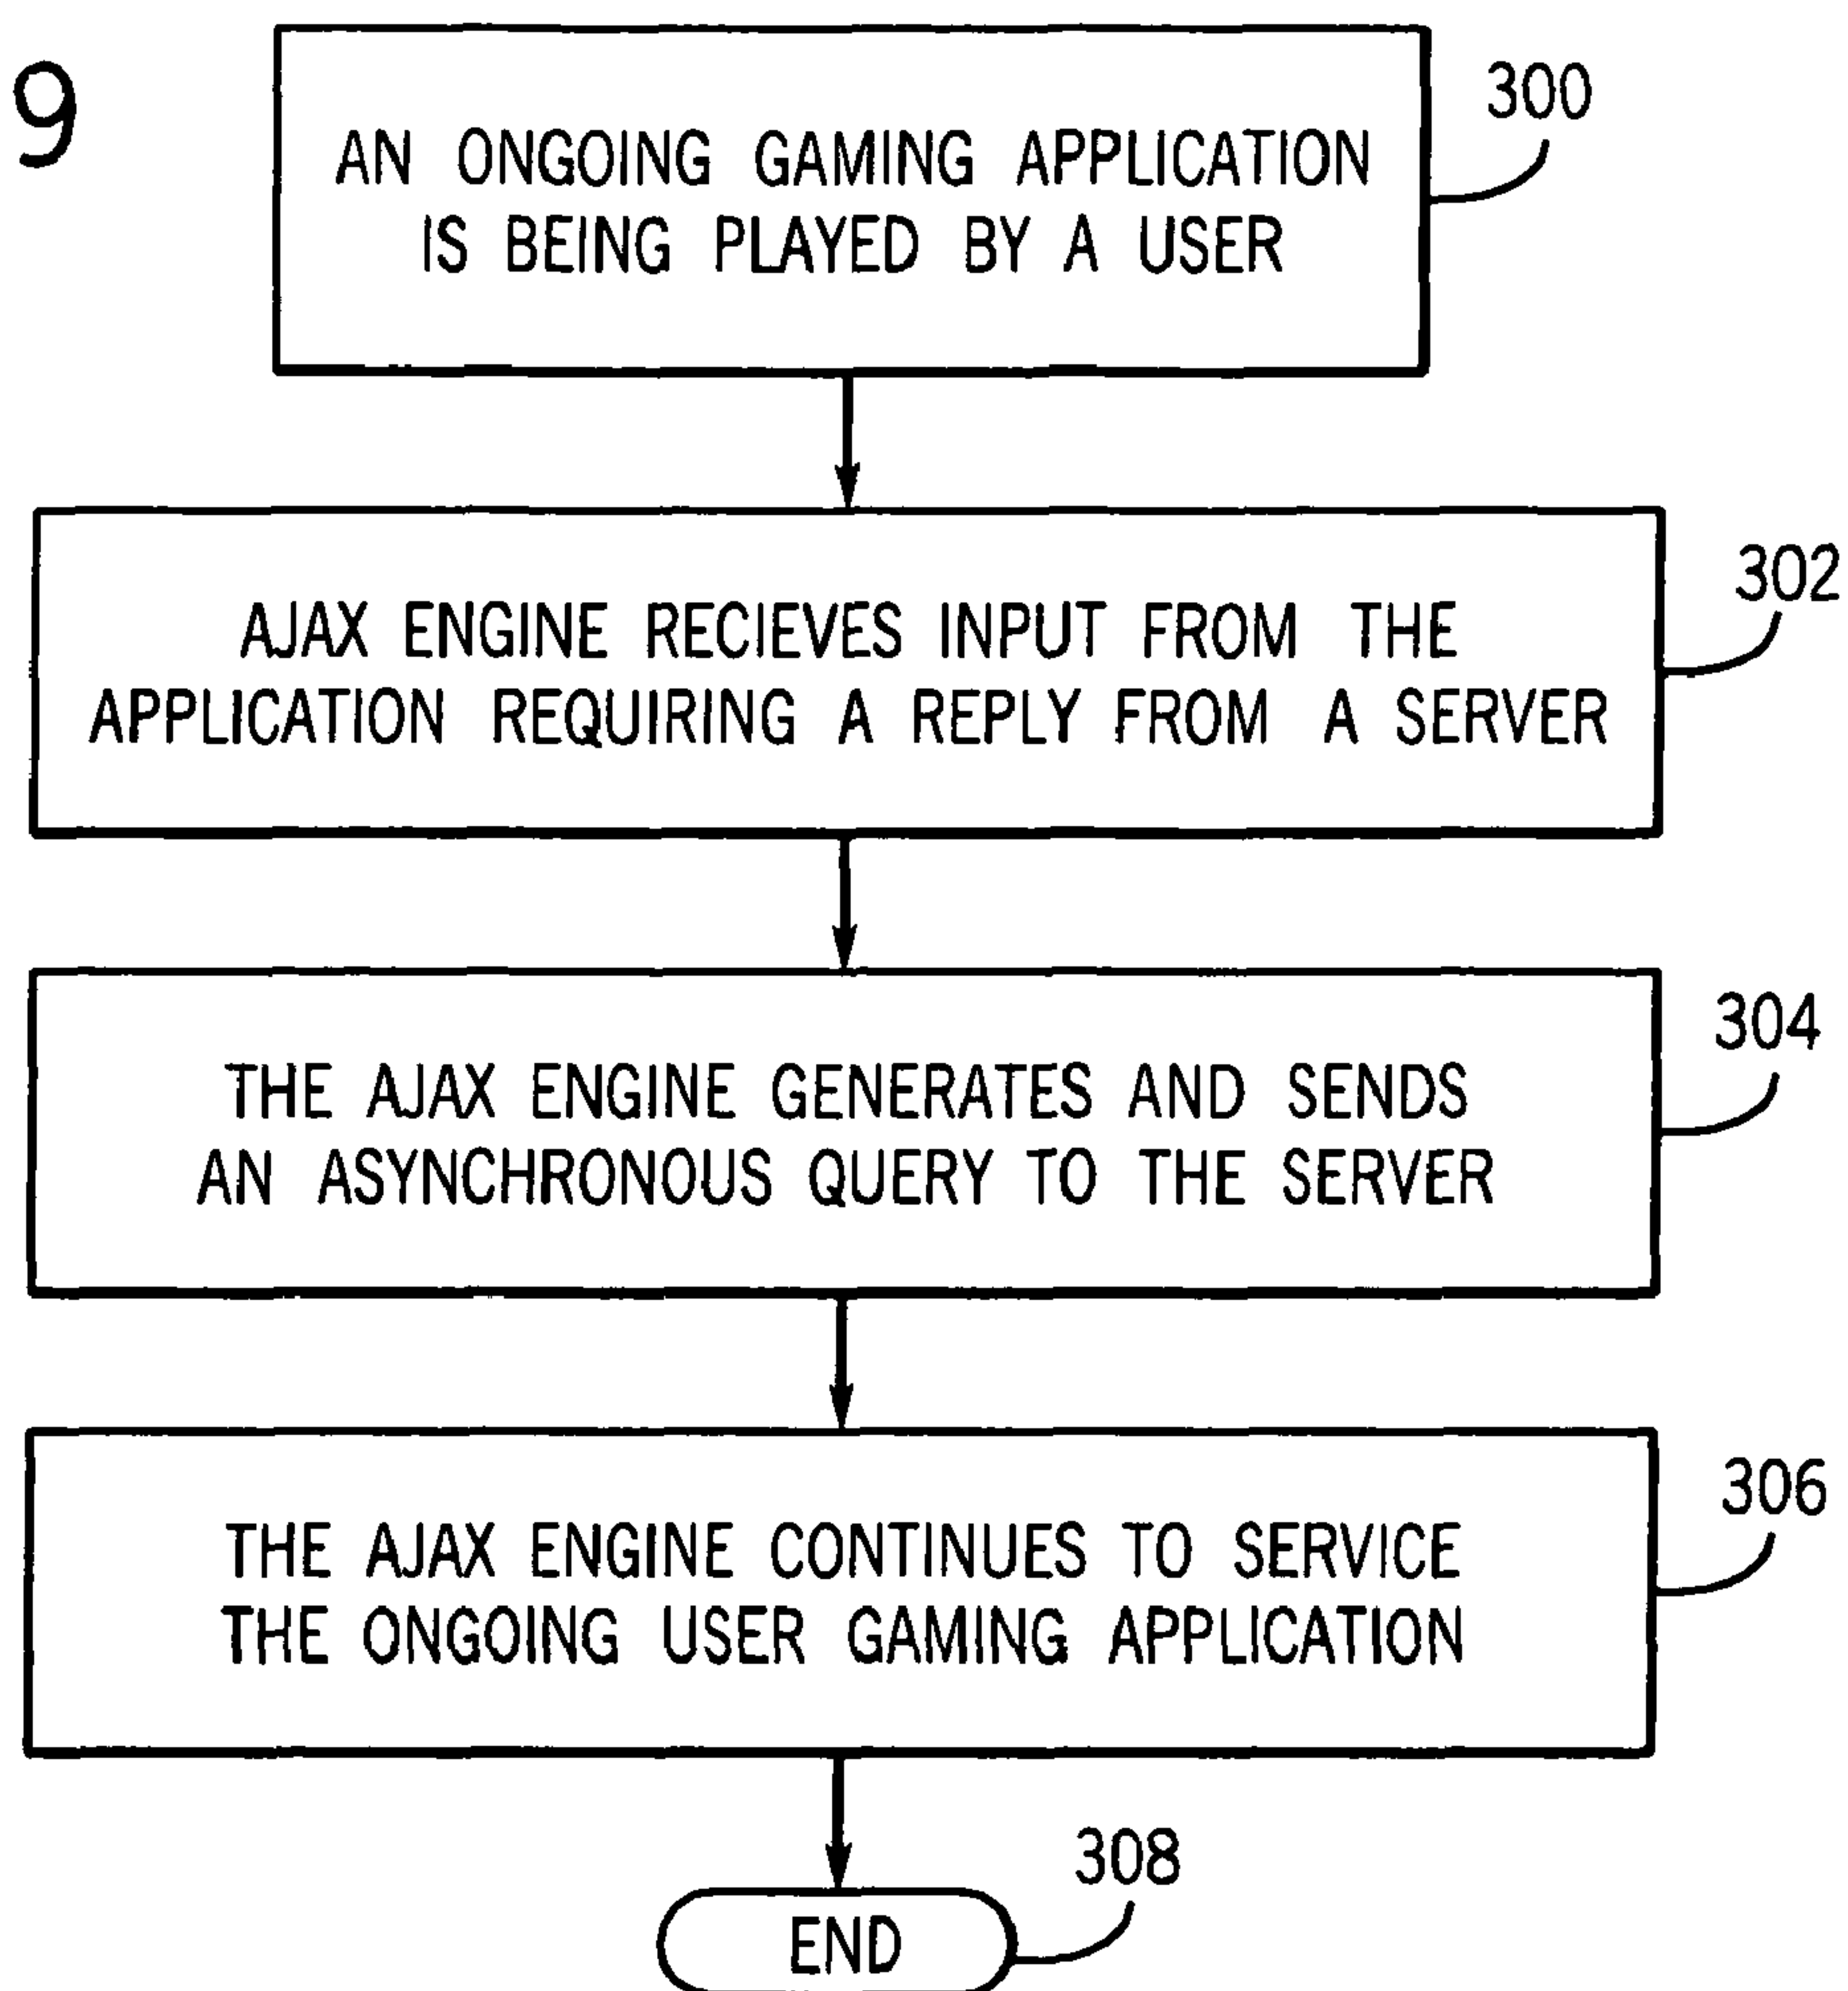 9
300
AN ONGOING GAMING APPLICATION
IS BEING PLAYED BY A USER
302
AJAX ENGINE RECIEVES INPUT FROM THE
APPLICATION REQUIRING A REPLY FROM A SERVER
304
THE AJAX ENGINE GENERATES AND SENDS
AN ASYNCHRONOUS QUERY TO THE SERVER
306
THE AJAX ENGINE CONTINUES TO SERVICE
THE ONGOING USER GAMING APPLICATION
308
END